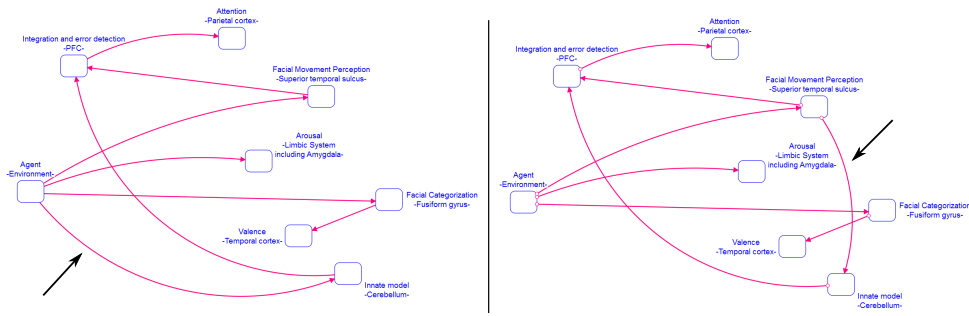 Attention
-Parietal cortex-
Integration and error detection
-PFC-
Facial Movement Perception
-Superior temporal sulcus-
Arousal
-Limbic System
including Amygdala-
Agent
-Environment-
Facial Categorization
-Fusiform gyrus-
Valence
-Temporal cortex-
Innate model
-Cerebellum-
Attention
-Parietal cortex-
Integration and error detection
-PFC-
Facial Movement Perception
-Superior temporal sulcus-
Arousal
-Limbic System
including Amygdala-
Agent
-Environment-
Facial Categorization
-Fusiform gyrus-
Valence
-Temporal cortex-
Innate model
-Cerebellum-